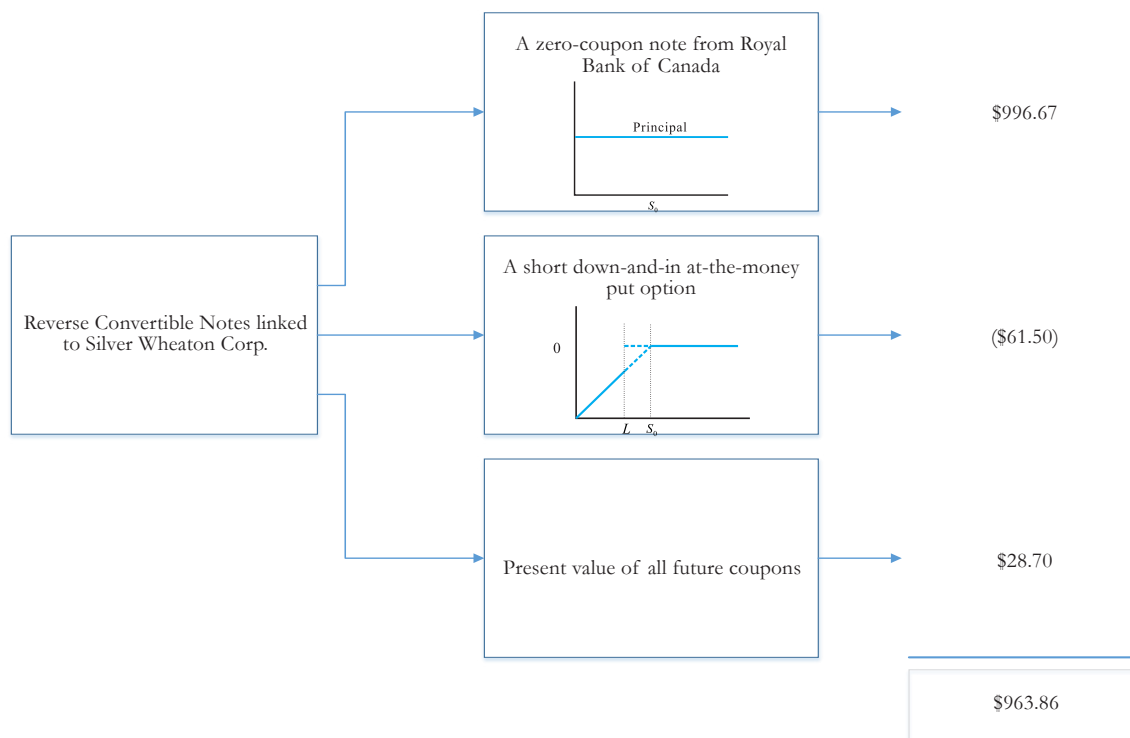 A zero-coupon note from Royal
Bank of Canada
Principal
S₀
$996.67
Reverse Convertible Notes linked
to Silver Wheaton Corp.
A short down-and-in at-the-money
put option
0
L S₀
($61.50)
Present value of all future coupons
$28.70
$963.86